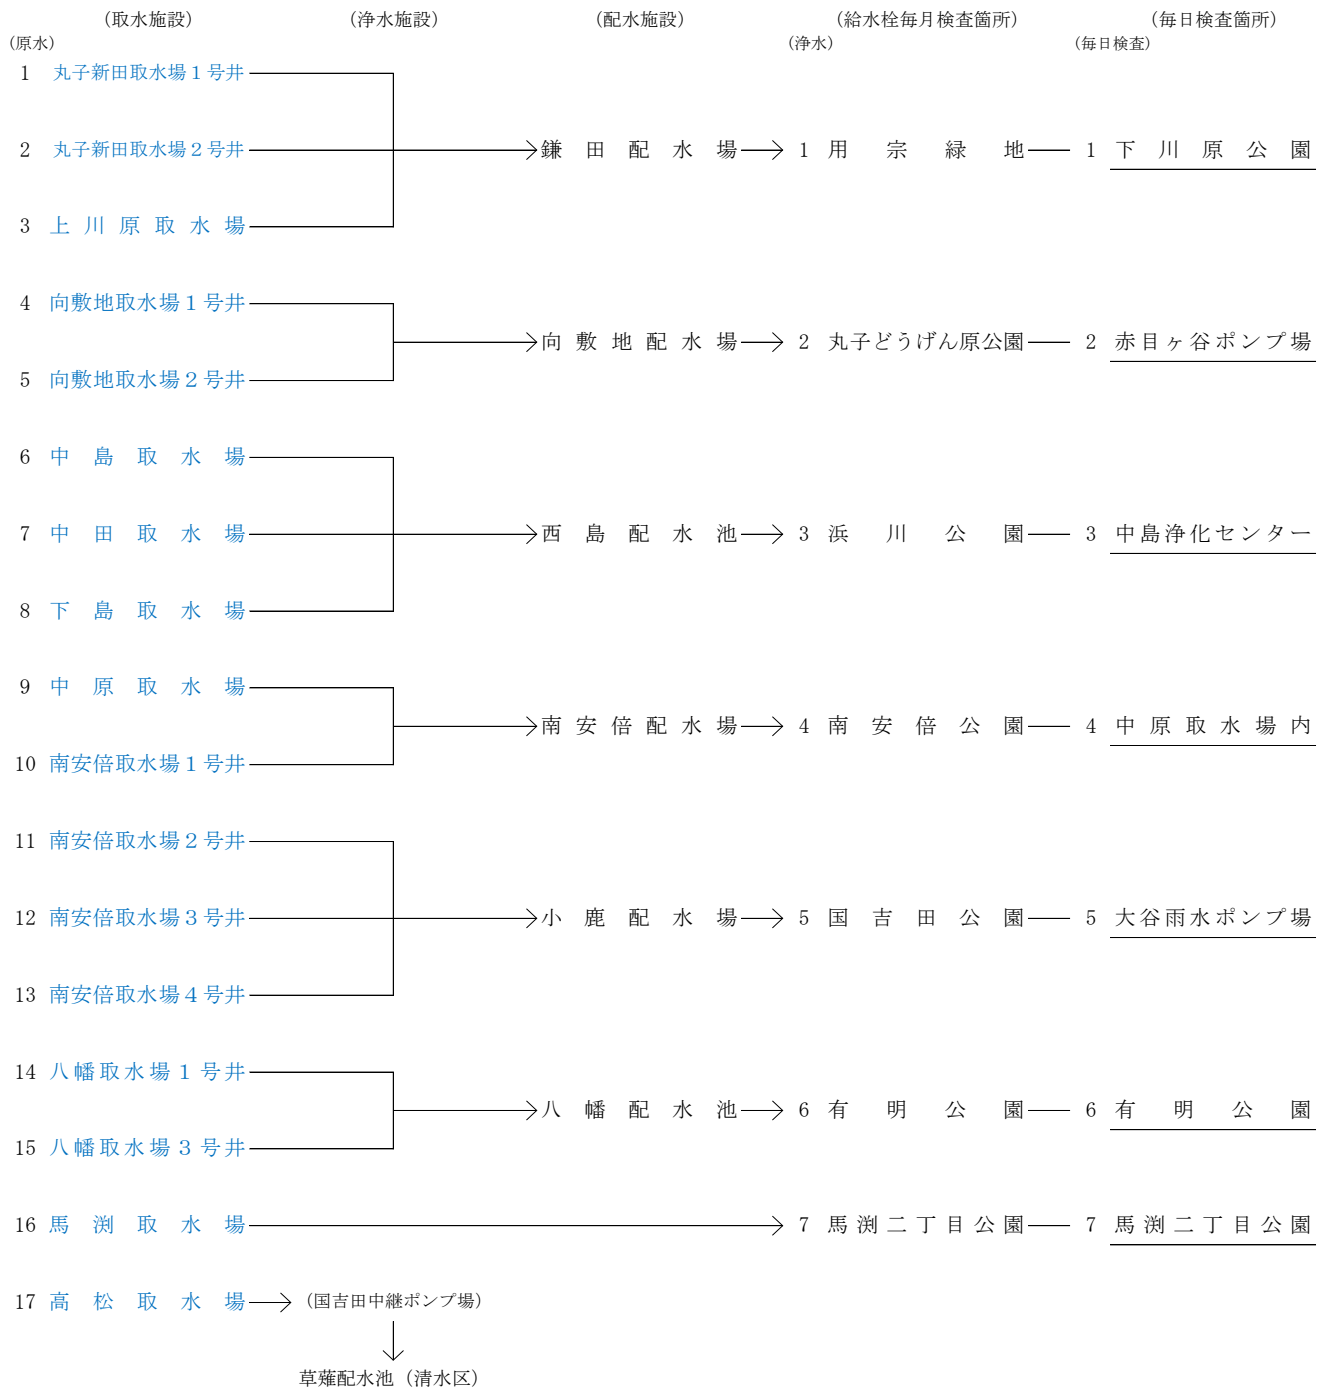 （取水施設） （浄水施設） （配水施設） （給水栓毎月検査箇所） （毎日検査箇所）
（原水） （浄水） （毎日検査）
1 丸子新田取水場１号井
2 丸子新田取水場２号井 鎌田配水場 1 用宗緑地 1 下川原公園
3 上川原取水場
4 向敷地取水場１号井
向敷地配水場 2 丸子どうげん原公園 2 赤目ヶ谷ポンプ場
5 向敷地取水場２号井
6 中島取水場
7 中田取水場 西島配水池 3 浜川公園 3 中島浄化センター
8 下島取水場
9 中原取水場
南安倍配水場 4 南安倍公園 4 中原取水場内
10 南安倍取水場１号井
11 南安倍取水場２号井
12 南安倍取水場３号井 小鹿配水場 5 国吉田公園 5 大谷雨水ポンプ場
13 南安倍取水場４号井
14 八幡取水場１号井
八幡配水池 6 有明公園 6 有明公園
15 八幡取水場３号井
16 馬渕取水場 7 馬渕二丁目公園 7 馬渕二丁目公園
17 高松取水場 （国吉田中継ポンプ場）
草薙配水池（清水区）